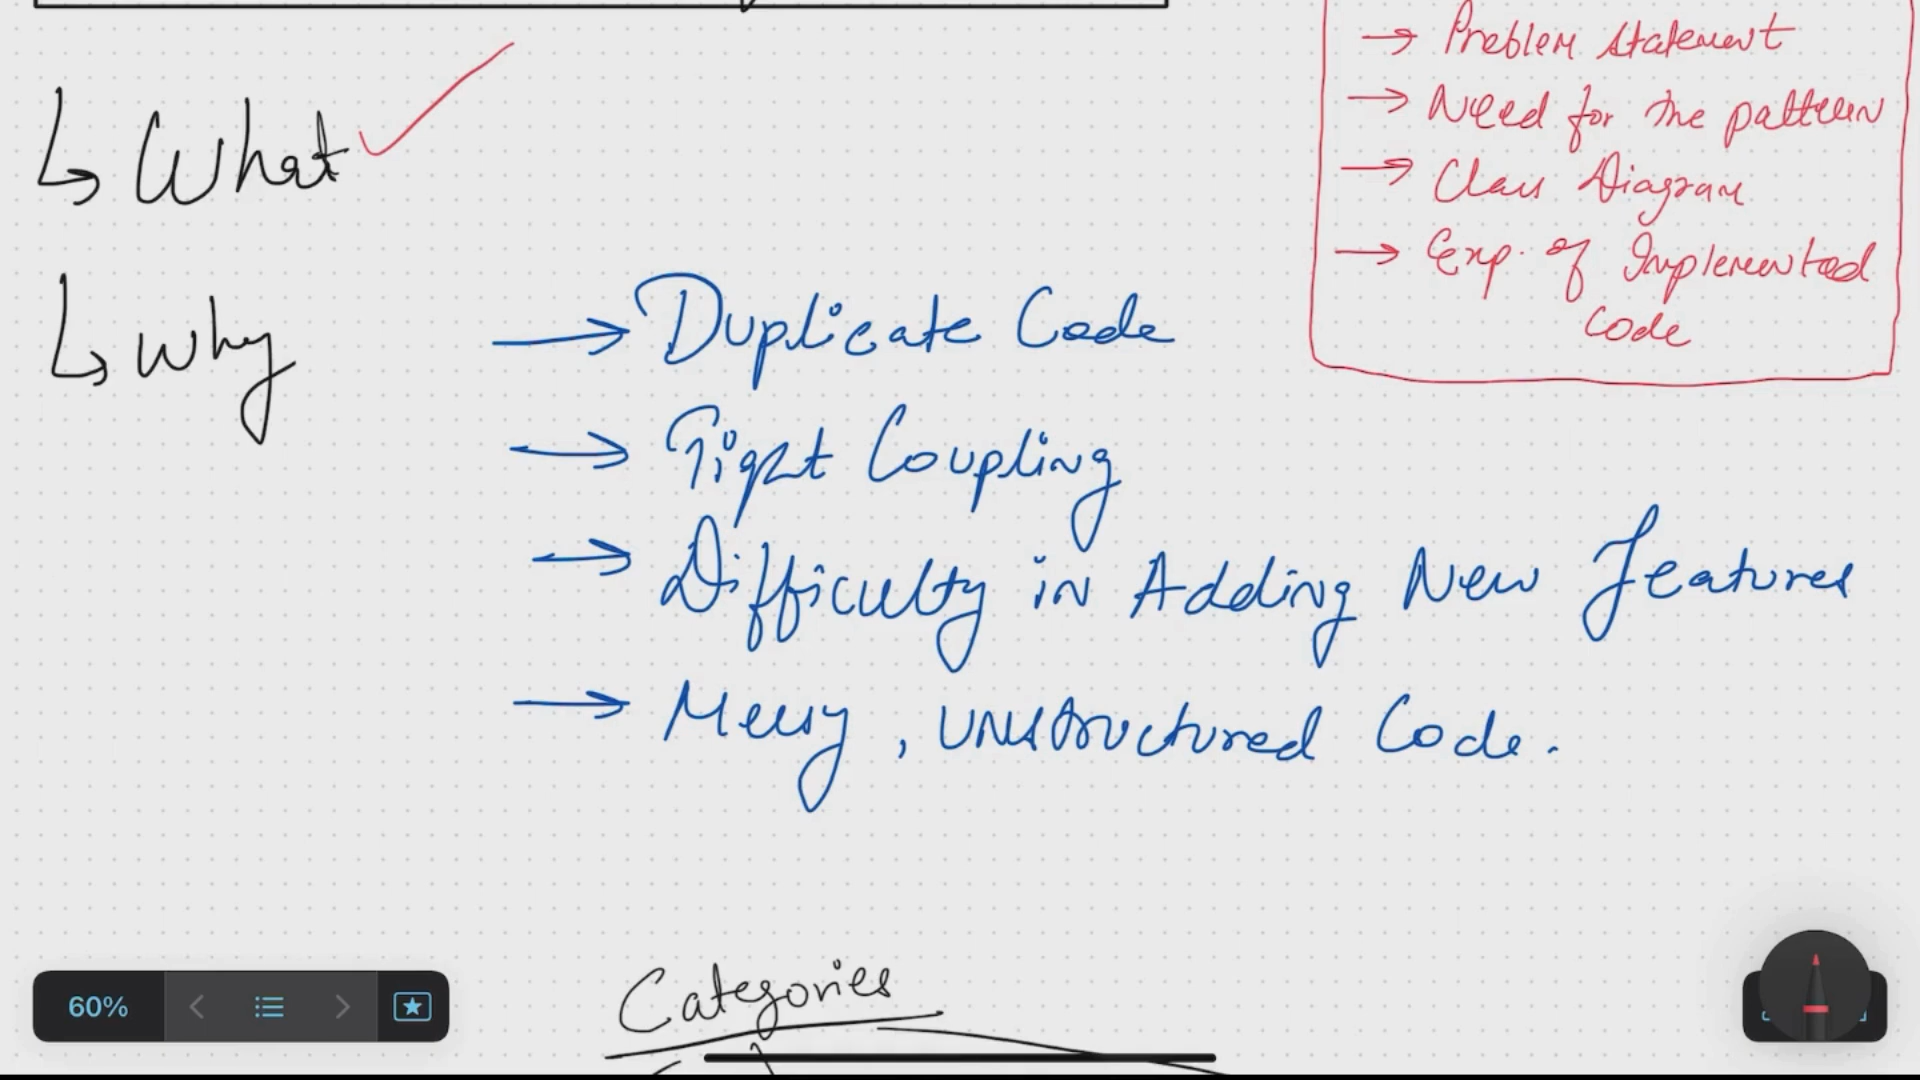 ↳ What ✓
↳ Why
→ Duplicate Code
→ Tight Coupling
→ Difficulty in Adding New Features
→ Messy, Unstructured Code.
→ Problem Statement
→ Need for the pattern
→ Class Diagram
→ Exp. of Implemented
Code
Categories
60%